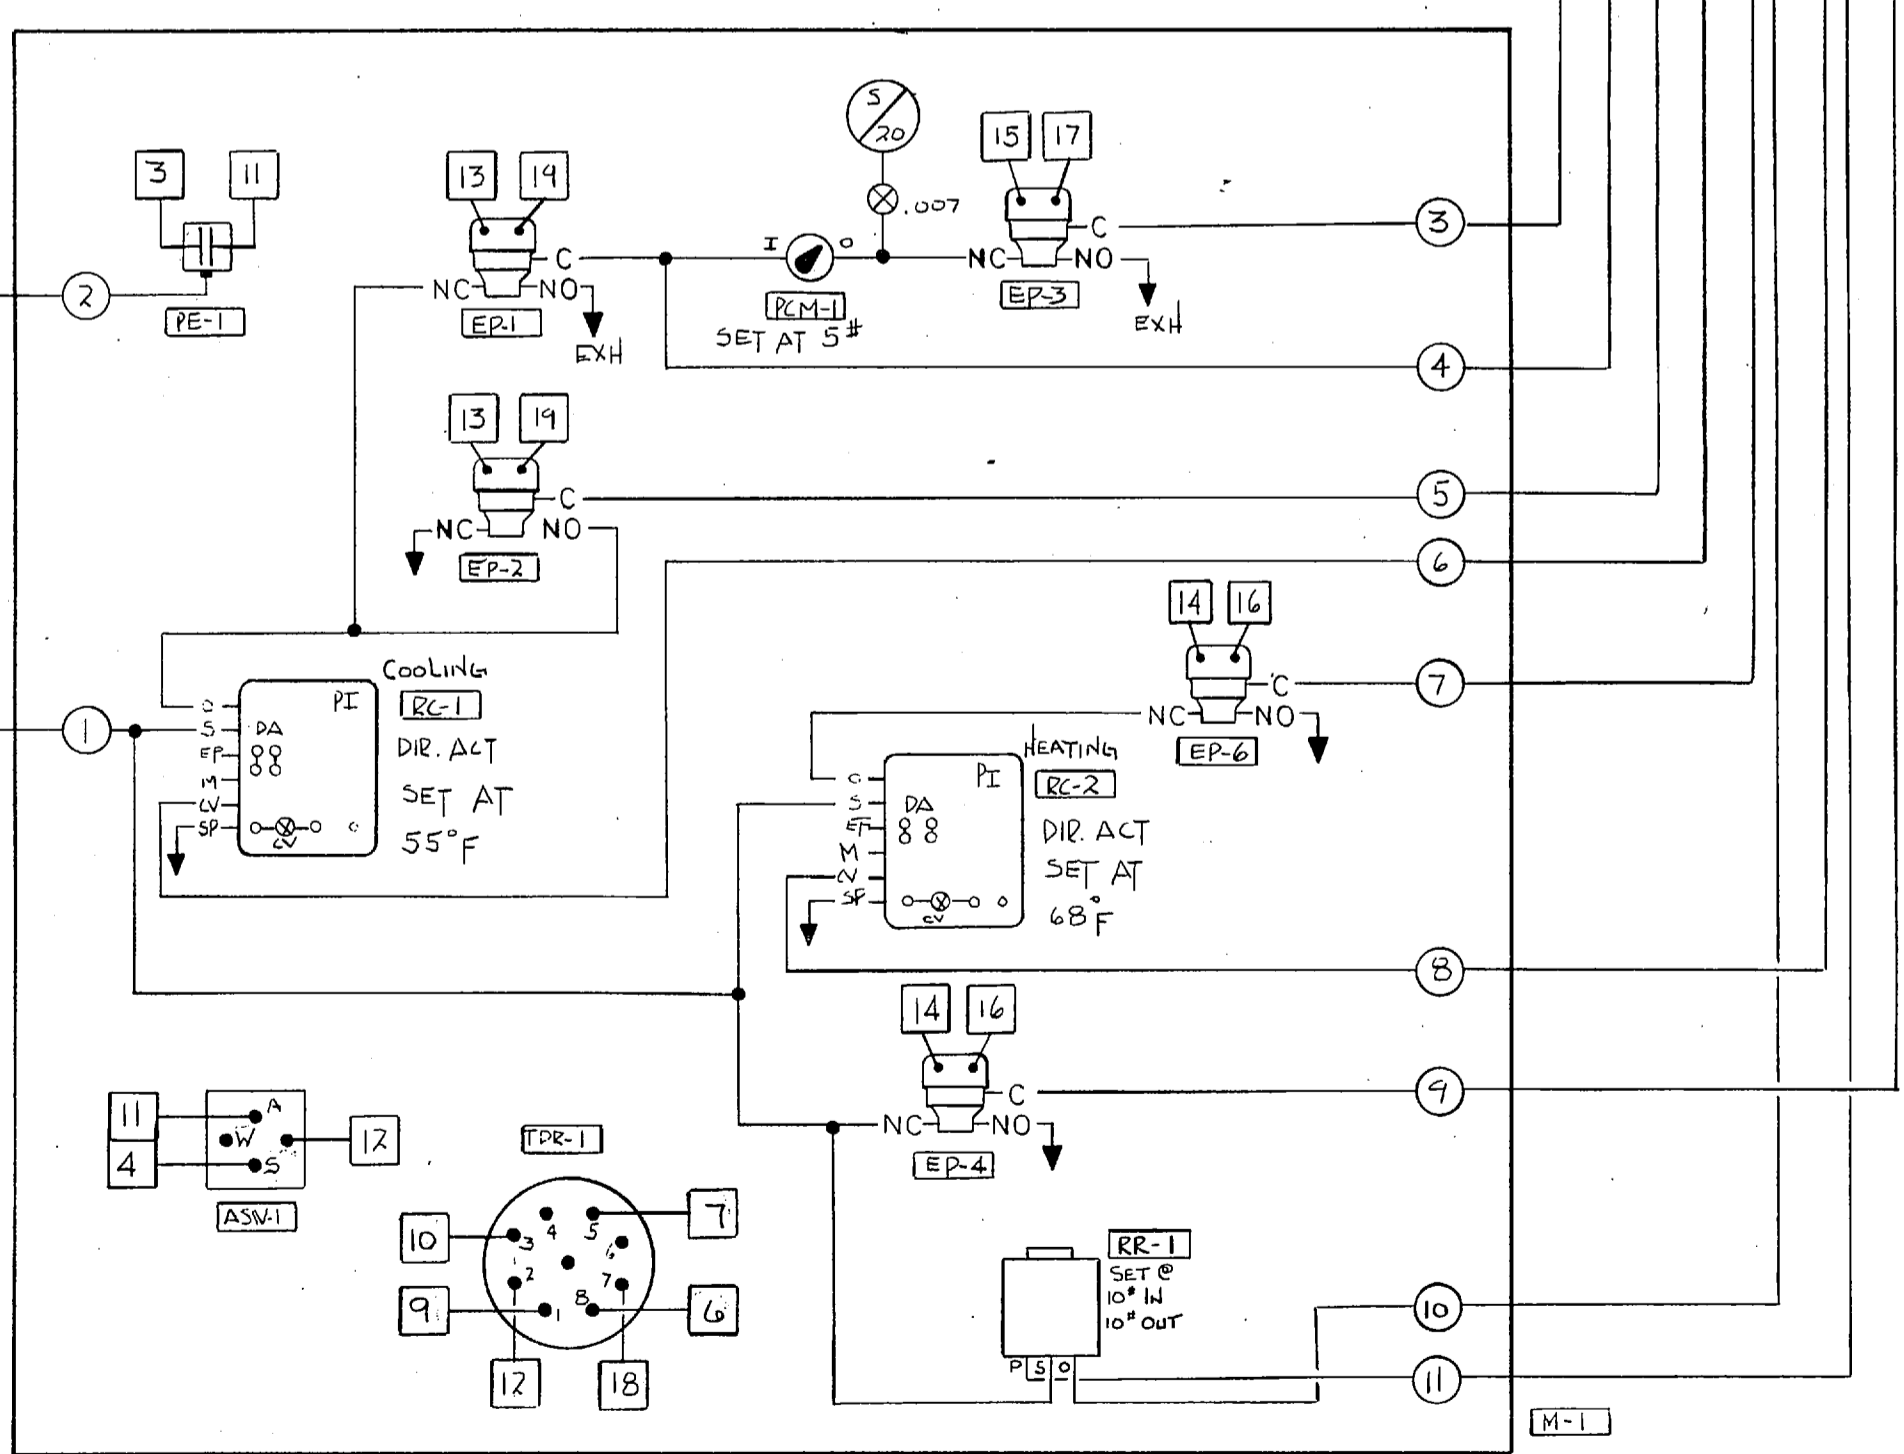 S
20
.007
3
11
2
PE-1
13
19
C
NC
NO
EP-1
EXH
I
O
PCM-1
SET AT 5#
15
17
C
NC
NO
EP-3
EXH
3
4
13
19
C
NC
NO
EP-2
5
6
14
16
C
NC
NO
EP-6
7
1
COOLING
RC-1
DIR. ACT
SET AT
55°F
PI
O
S
DA
EP
M
CV
SP
CV
HEATING
RC-2
DIR. ACT
SET AT
68°F
PI
O
S
DA
EP
M
CV
SP
CV
8
14
16
C
NC
NO
EP-4
9
11
4
A
W
S
12
ASV-1
TDR-1
10
9
7
6
4
5
3
6
2
7
1
8
12
18
RR-1
SET @
10# IN
10# OUT
P S O
10
11
M-1